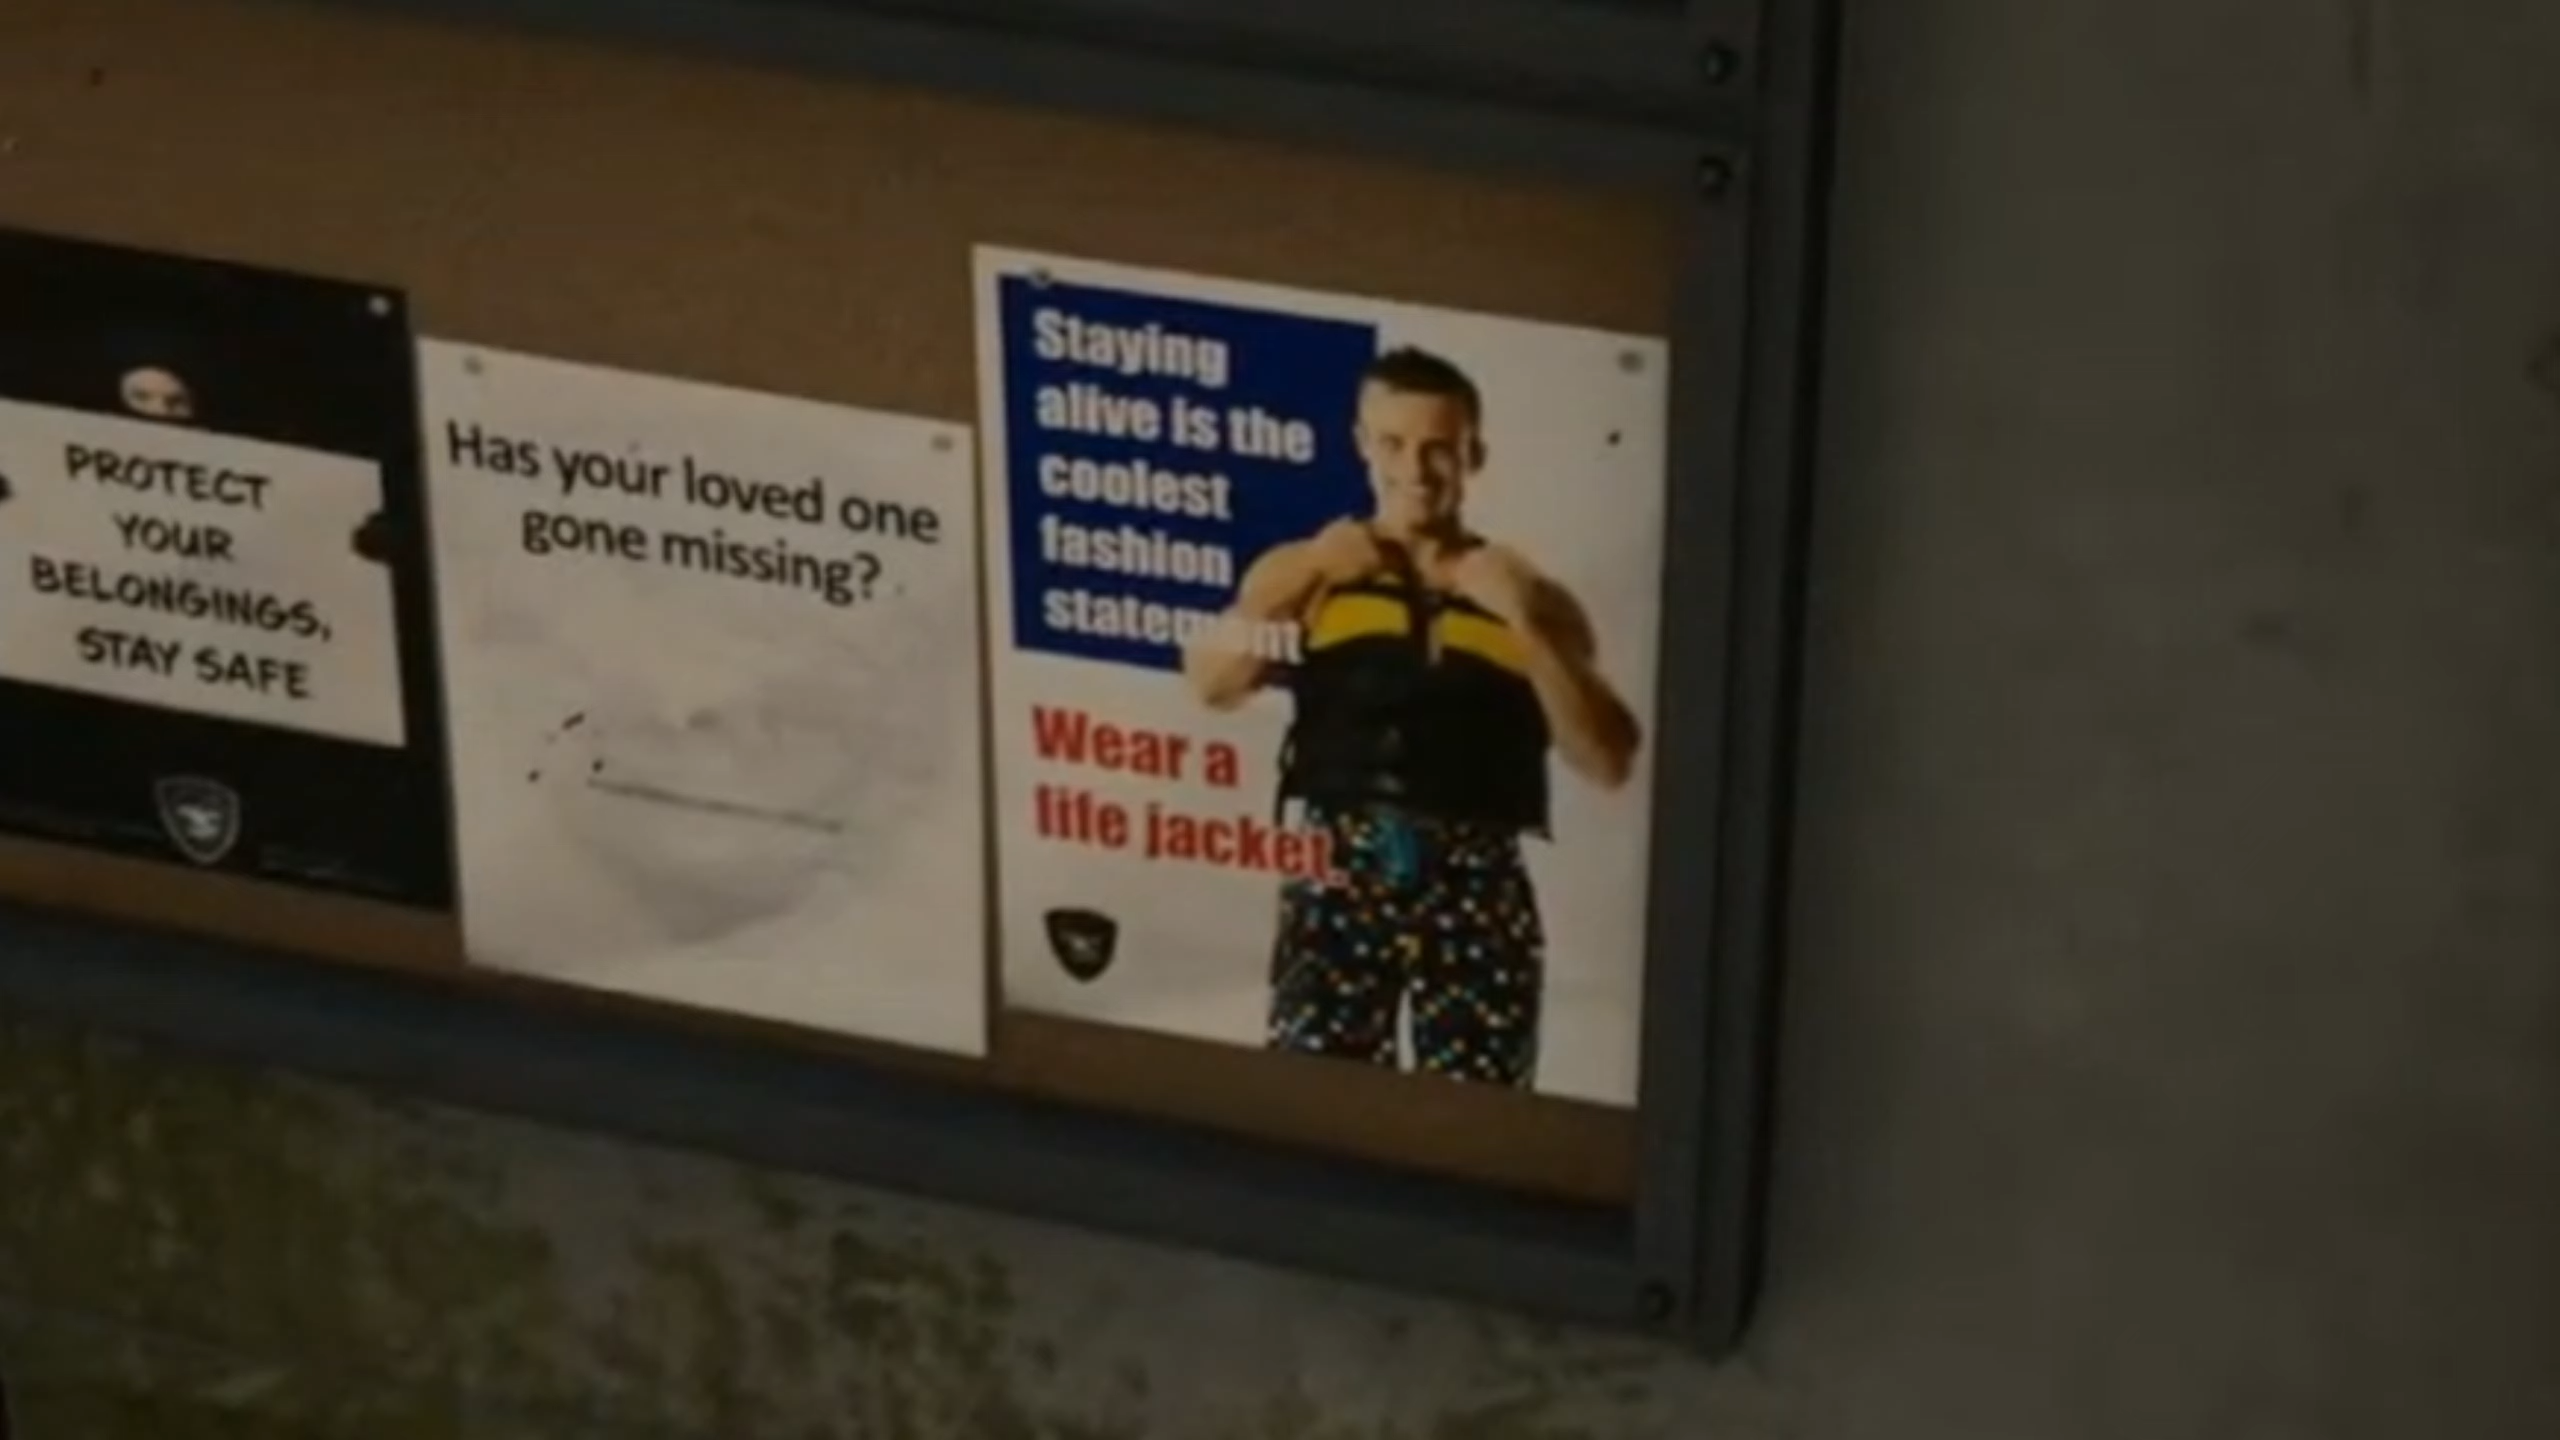 PROTECT
YOUR
BELONGINGS,
STAY SAFE
Has your loved one
gone missing?
Staying
alive is the
coolest
fashion
statement
Wear a
life jacket.